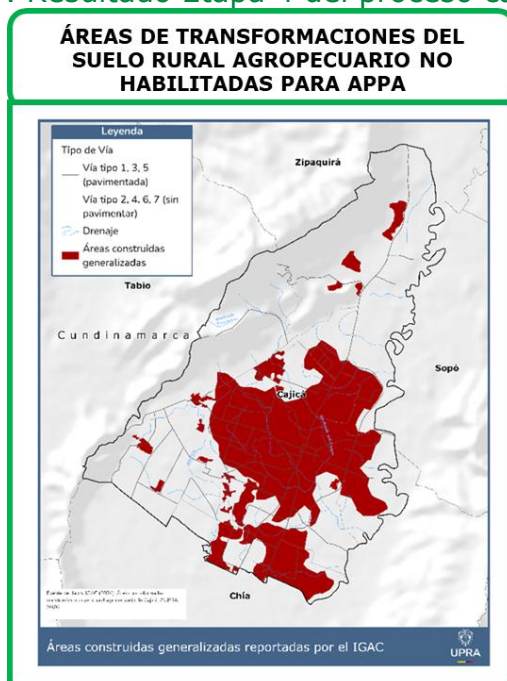 ÁREAS DE TRANSFORMACIONES DEL
SUELO RURAL AGROPECUARIO NO
HABILITADAS PARA APPA
Leyenda
Tipo de Vía
Vía tipo 1, 3, 5
(pavimentada)
Vía tipo 2, 4, 6, 7 (sin
pavimentar)
Drenaje
Áreas construidas
generalizadas
Zipaquirá
Tabio
Cundinamarca
Sopó
Cajicá
Chía
Áreas construidas generalizadas reportadas por el IGAC
UPRA